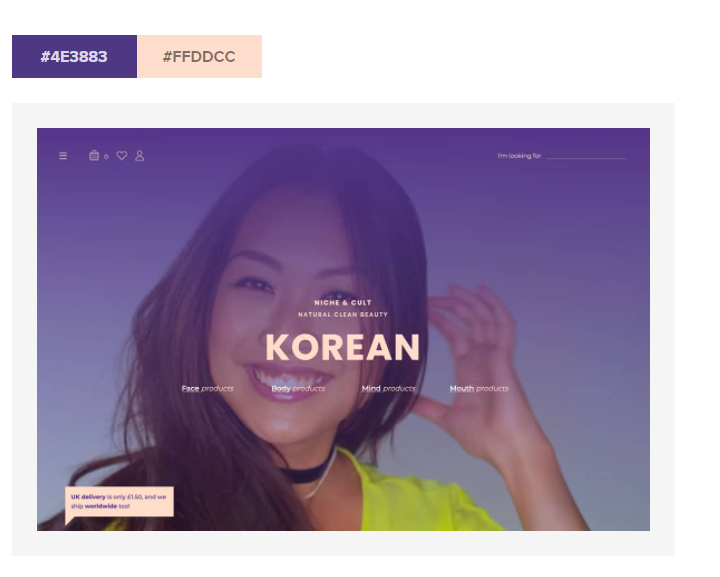 #4E3883
#FFDDCC
0
I'm looking for
NICHE & CULT
NATURAL CLEAN BEAUTY
KOREAN
Face products Body products Mind products Mouth products
UK delivery is only £1.50, and we
ship worldwide too!